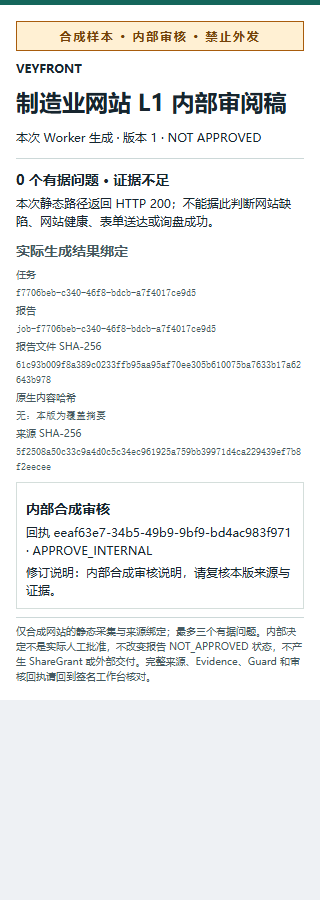 合成样本 • 内部审核 • 禁止外发
VEYFRONT
制造业网站 L1 内部审阅稿
本次 Worker 生成 · 版本 1 · NOT APPROVED
0 个有据问题 • 证据不足
本次静态路径返回 HTTP 200；不能据此判断网站缺
陷、网站健康、表单送达或询盘成功。
实际生成结果绑定
任务
f7706beb-c340-46f8-bdcb-a7f4017ce9d5
报告
job-f7706beb-c340-46f8-bdcb-a7f4017ce9d5
报告文件 SHA-256
61c93b009f8a389c0233ffb95aa95af70ee305b610075ba7633b17a62
643b978
原生内容哈希
无：本版为覆盖摘要
来源 SHA-256
5f2508a50c33c9a4d0c5c34ec961925a759bb39971d4ca229439ef7b8
f2eecee
内部合成审核
回执 eeaf63e7-34b5-49b9-9bf9-bd4ac983f971
· APPROVE_INTERNAL
修订说明：内部合成审核说明，请复核本版来源与
证据。
仅合成网站的静态采集与来源绑定；最多三个有据问题。内部决
定不是实际人工批准，不改变报告 NOT_APPROVED 状态，不产
生 ShareGrant 或外部交付。完整来源、Evidence、Guard 和审
核回执请回到签名工作台核对。